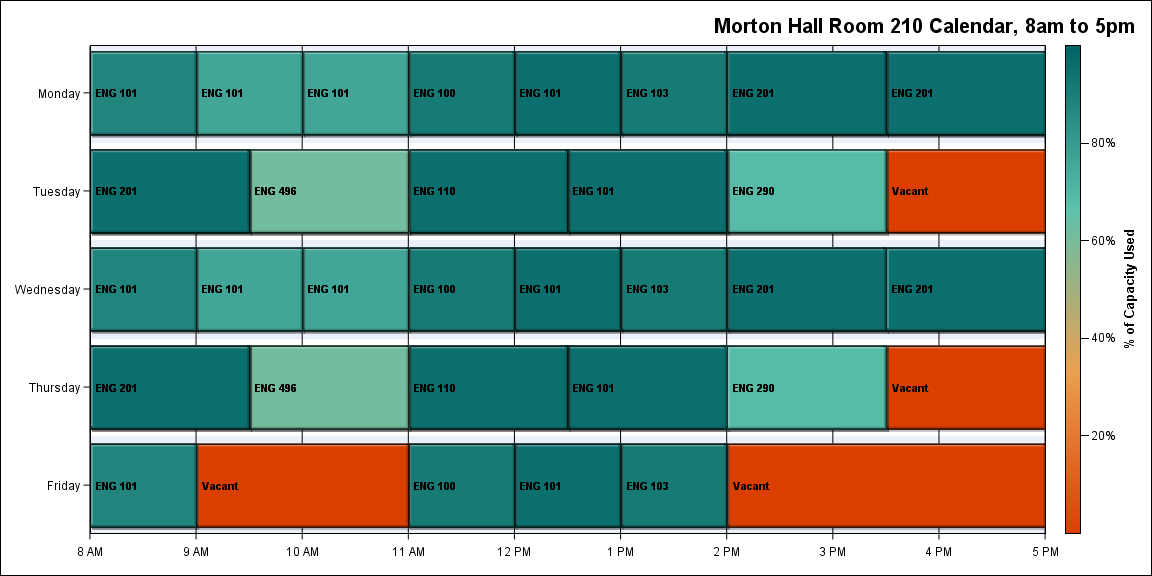 Morton Hall Room 210 Calendar, 8am to 5pm
Monday
ENG 101
ENG 101
ENG 101
ENG 100
ENG 101
ENG 103
ENG 201
ENG 201
Tuesday
ENG 201
ENG 496
ENG 110
ENG 101
ENG 290
Vacant
Wednesday
ENG 101
ENG 101
ENG 101
ENG 100
ENG 101
ENG 103
ENG 201
ENG 201
Thursday
ENG 201
ENG 496
ENG 110
ENG 101
ENG 290
Vacant
Friday
ENG 101
Vacant
ENG 100
ENG 101
ENG 103
Vacant
8 AM
9 AM
10 AM
11 AM
12 PM
1 PM
2 PM
3 PM
4 PM
5 PM
80%
60%
40%
20%
% of Capacity Used